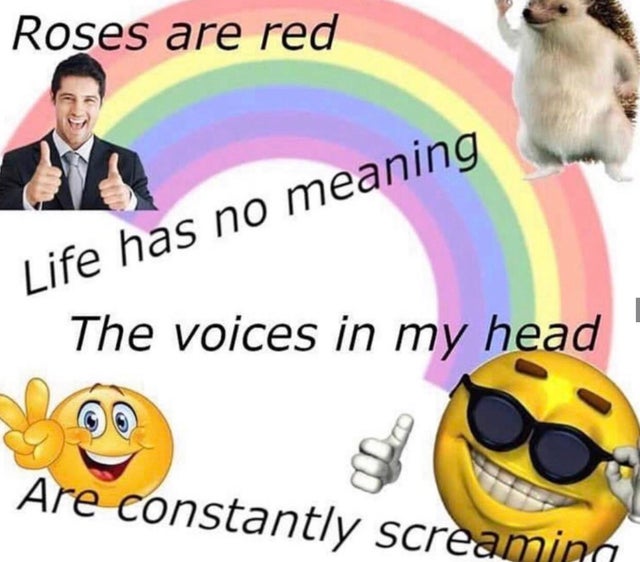 Roses are red
Life has no meaning
The voices in my head
Are constantly screaming